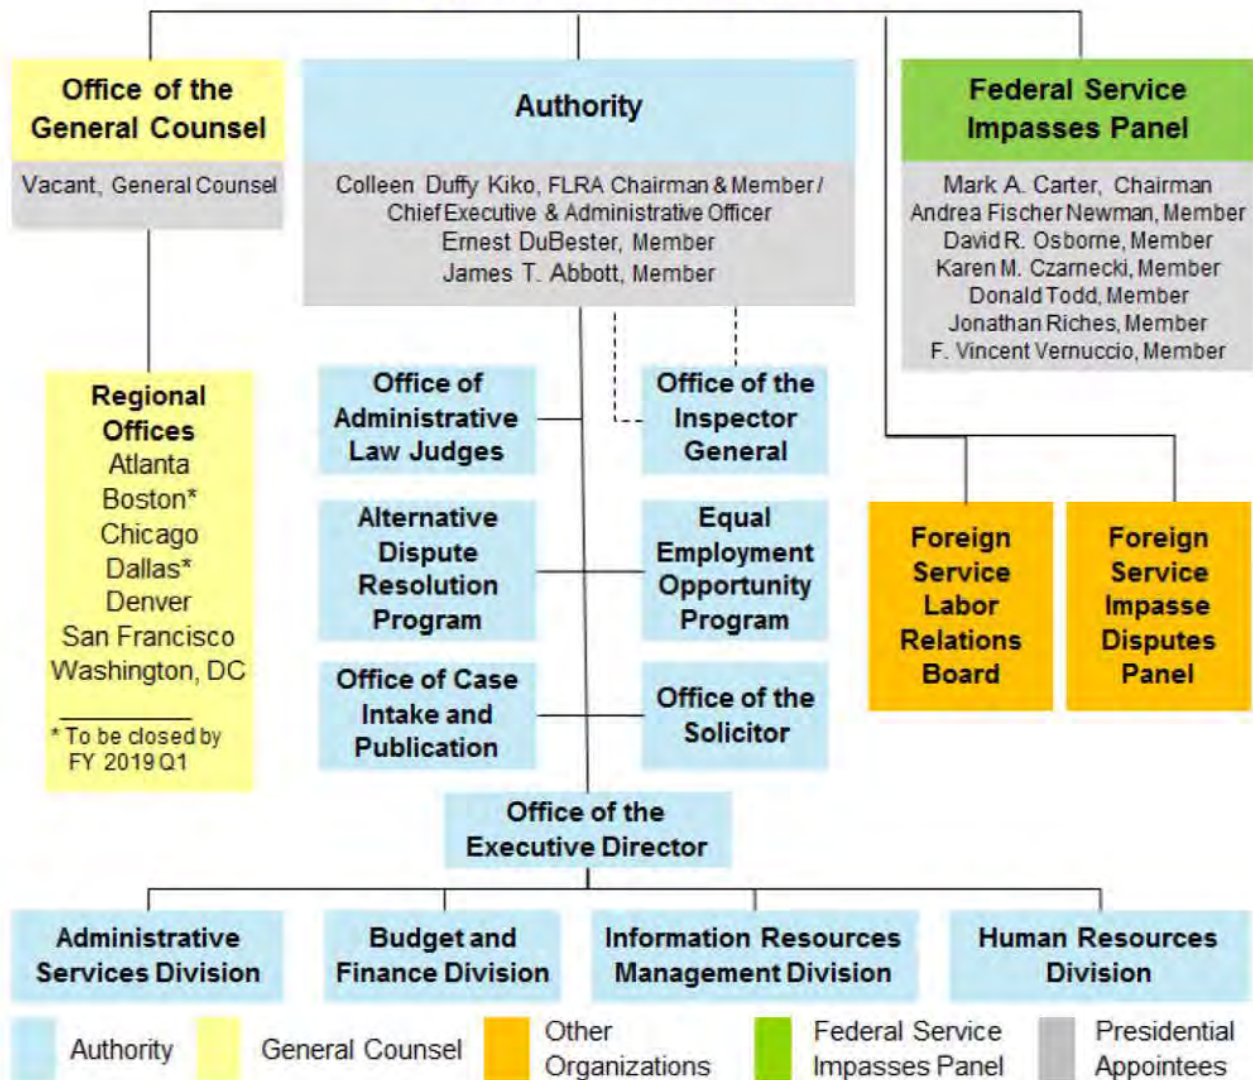 Office of the
General Counsel
Vacant, General Counsel
Authority
Colleen Duffy Kiko, FLRA Chairman & Member /
Chief Executive & Administrative Officer
Ernest DuBester, Member
James T. Abbott, Member
Federal Service
Impasses Panel
Mark A. Carter, Chairman
Andrea Fischer Newman, Member
David R. Osborne, Member
Karen M. Czarnecki, Member
Donald Todd, Member
Jonathan Riches, Member
F. Vincent Vernuccio, Member
Regional
Offices
Atlanta
Boston*
Chicago
Dallas*
Denver
San Francisco
Washington, DC
* To be closed by
FY 2019 Q1
Office of
Administrative
Law Judges
Office of the
Inspector
General
Alternative
Dispute
Resolution
Program
Equal
Employment
Opportunity
Program
Office of Case
Intake and
Publication
Office of the
Solicitor
Foreign
Service
Labor
Relations
Board
Foreign
Service
Impasse
Disputes
Panel
Office of the
Executive Director
Administrative
Services Division
Budget and
Finance Division
Information Resources
Management Division
Human Resources
Division
Authority
General Counsel
Other
Organizations
Federal Service
Impasses Panel
Presidential
Appointees